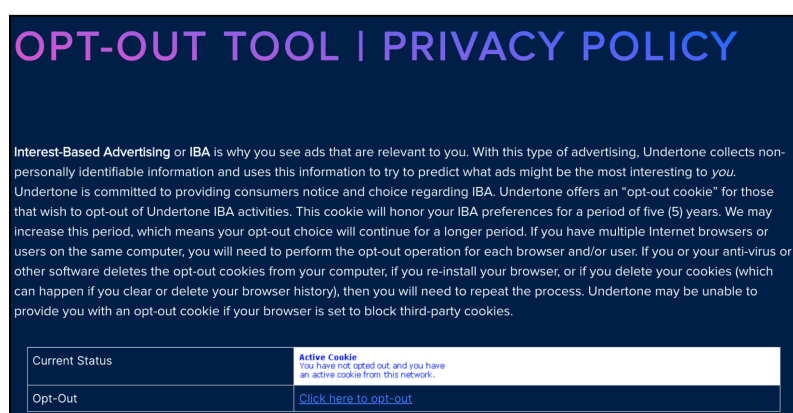 OPT-OUT TOOL | PRIVACY POLICY
Interest-Based Advertising or IBA is why you see ads that are relevant to you. With this type of advertising, Undertone collects non-
personally identifiable information and uses this information to try to predict what ads might be the most interesting to you.
Undertone is committed to providing consumers notice and choice regarding IBA. Undertone offers an “opt-out cookie” for those
that wish to opt-out of Undertone IBA activities. This cookie will honor your IBA preferences for a period of five (5) years. We may
increase this period, which means your opt-out choice will continue for a longer period. If you have multiple Internet browsers or
users on the same computer, you will need to perform the opt-out operation for each browser and/or user. If you or your anti-virus or
other software deletes the opt-out cookies from your computer, if you re-install your browser, or if you delete your cookies (which
can happen if you clear or delete your browser history), then you will need to repeat the process. Undertone may be unable to
provide you with an opt-out cookie if your browser is set to block third-party cookies.
Current Status
Active Cookie
You have not opted out and you have
an active cookie from this network.
Opt-Out
Click here to opt-out